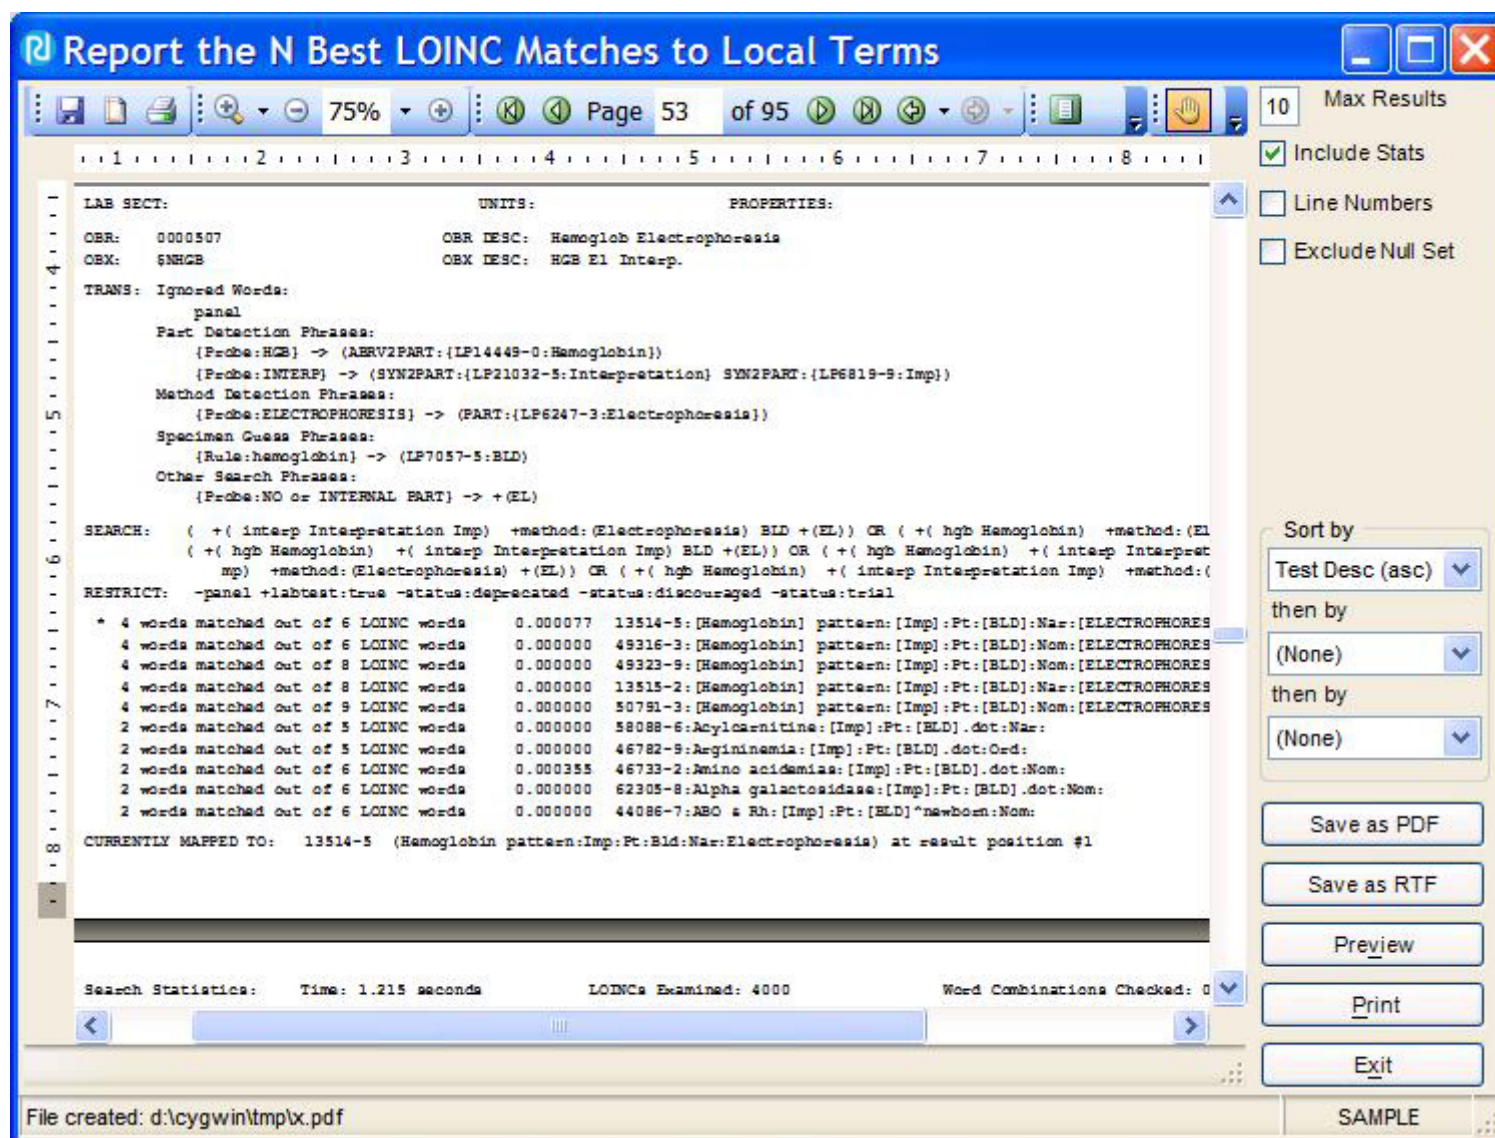 Report the N Best LOINC Matches to Local Terms
75% Page 53 of 95
10 Max Results
Include Stats
Line Numbers
Exclude Null Set
1 2 3 4 5 6 7 8
LAB SECT: UNITS: PROPERTIES:
OBR: 0000507 OBR DESC: Hemoglob Electrophoresis
OBX: $NHGB OBX DESC: HGB El Interp.
TRANS: Ignored Words:
panel
Part Detection Phrases:
{Probe:HGB} -> (ABRV2PART:{LP14449-0:Hemoglobin})
{Probe:INTERP} -> (SYN2PART:{LP21032-5:Interpretation} SYN2PART:{LP6819-9:Imp})
Method Detection Phrases:
{Probe:ELECTROPHORESIS} -> (PART:{LP6247-3:Electrophoresis})
Specimen Guess Phrases:
{Rule:hemoglobin} -> (LP7057-5:BLD)
Other Search Phrases:
{Probe:NO or INTERNAL PART} -> +(EL)
SEARCH: ( +( interp Interpretation Imp) +method:(Electrophoresis) BLD +(EL)) OR ( +( hgb Hemoglobin) +method:(El
( +( hgb Hemoglobin) +( interp Interpretation Imp) BLD +(EL)) OR ( +( hgb Hemoglobin) +( interp Interpret
mp) +method:(Electrophoresis) +(EL)) OR ( +( hgb Hemoglobin) +( interp Interpretation Imp) +method:(
RESTRICT: -panel +labtest:true -status:deprecated -status:discouraged -status:trial
* 4 words matched out of 6 LOINC words 0.000077 13514-5:[Hemoglobin] pattern:[Imp]:Pt:[BLD]:Nar:[ELECTROPHORES
4 words matched out of 6 LOINC words 0.000000 49316-3:[Hemoglobin] pattern:[Imp]:Pt:[BLD]:Nom:[ELECTROPHORES
4 words matched out of 8 LOINC words 0.000000 49323-9:[Hemoglobin] pattern:[Imp]:Pt:[BLD]:Nom:[ELECTROPHORES
4 words matched out of 8 LOINC words 0.000000 13515-2:[Hemoglobin] pattern:[Imp]:Pt:[BLD]:Nar:[ELECTROPHORES
4 words matched out of 9 LOINC words 0.000000 50791-3:[Hemoglobin] pattern:[Imp]:Pt:[BLD]:Nom:[ELECTROPHORES
2 words matched out of 5 LOINC words 0.000000 58088-6:Acylcarnitine:[Imp]:Pt:[BLD].dot:Nar:
2 words matched out of 5 LOINC words 0.000000 46782-9:Argininemia:[Imp]:Pt:[BLD].dot:Ord:
2 words matched out of 6 LOINC words 0.000355 46733-2:Amino acidemias:[Imp]:Pt:[BLD].dot:Nom:
2 words matched out of 6 LOINC words 0.000000 62305-8:Alpha galactosidase:[Imp]:Pt:[BLD].dot:Nom:
2 words matched out of 6 LOINC words 0.000000 44086-7:ABO & Rh:[Imp]:Pt:[BLD]^newborn:Nom:
CURRENTLY MAPPED TO: 13514-5 (Hemoglobin pattern:Imp:Pt:Bld:Nar:Electrophoresis) at result position #1
Search Statistics: Time: 1.215 seconds LOINCs Examined: 4000 Word Combinations Checked: 0
4
5
6
7
8
Sort by
Test Desc (asc)
then by
(None)
then by
(None)
Save as PDF
Save as RTF
Preview
Print
Exit
File created: d:\cygwin\tmp\x.pdf SAMPLE